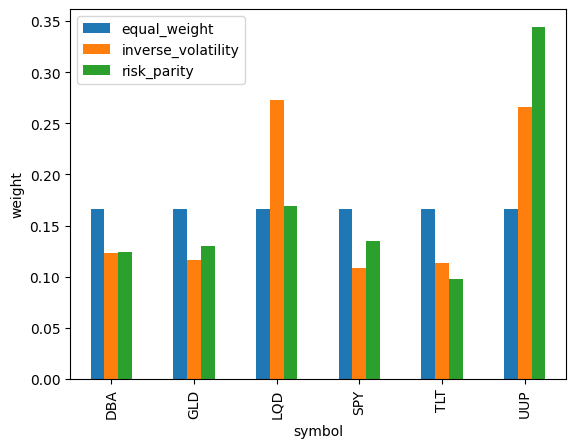 equal_weight
inverse_volatility
risk_parity
0.35
0.30
0.25
0.20
0.15
0.10
0.05
0.00
weight
DBA
GLD
LQD
SPY
TLT
UUP
symbol